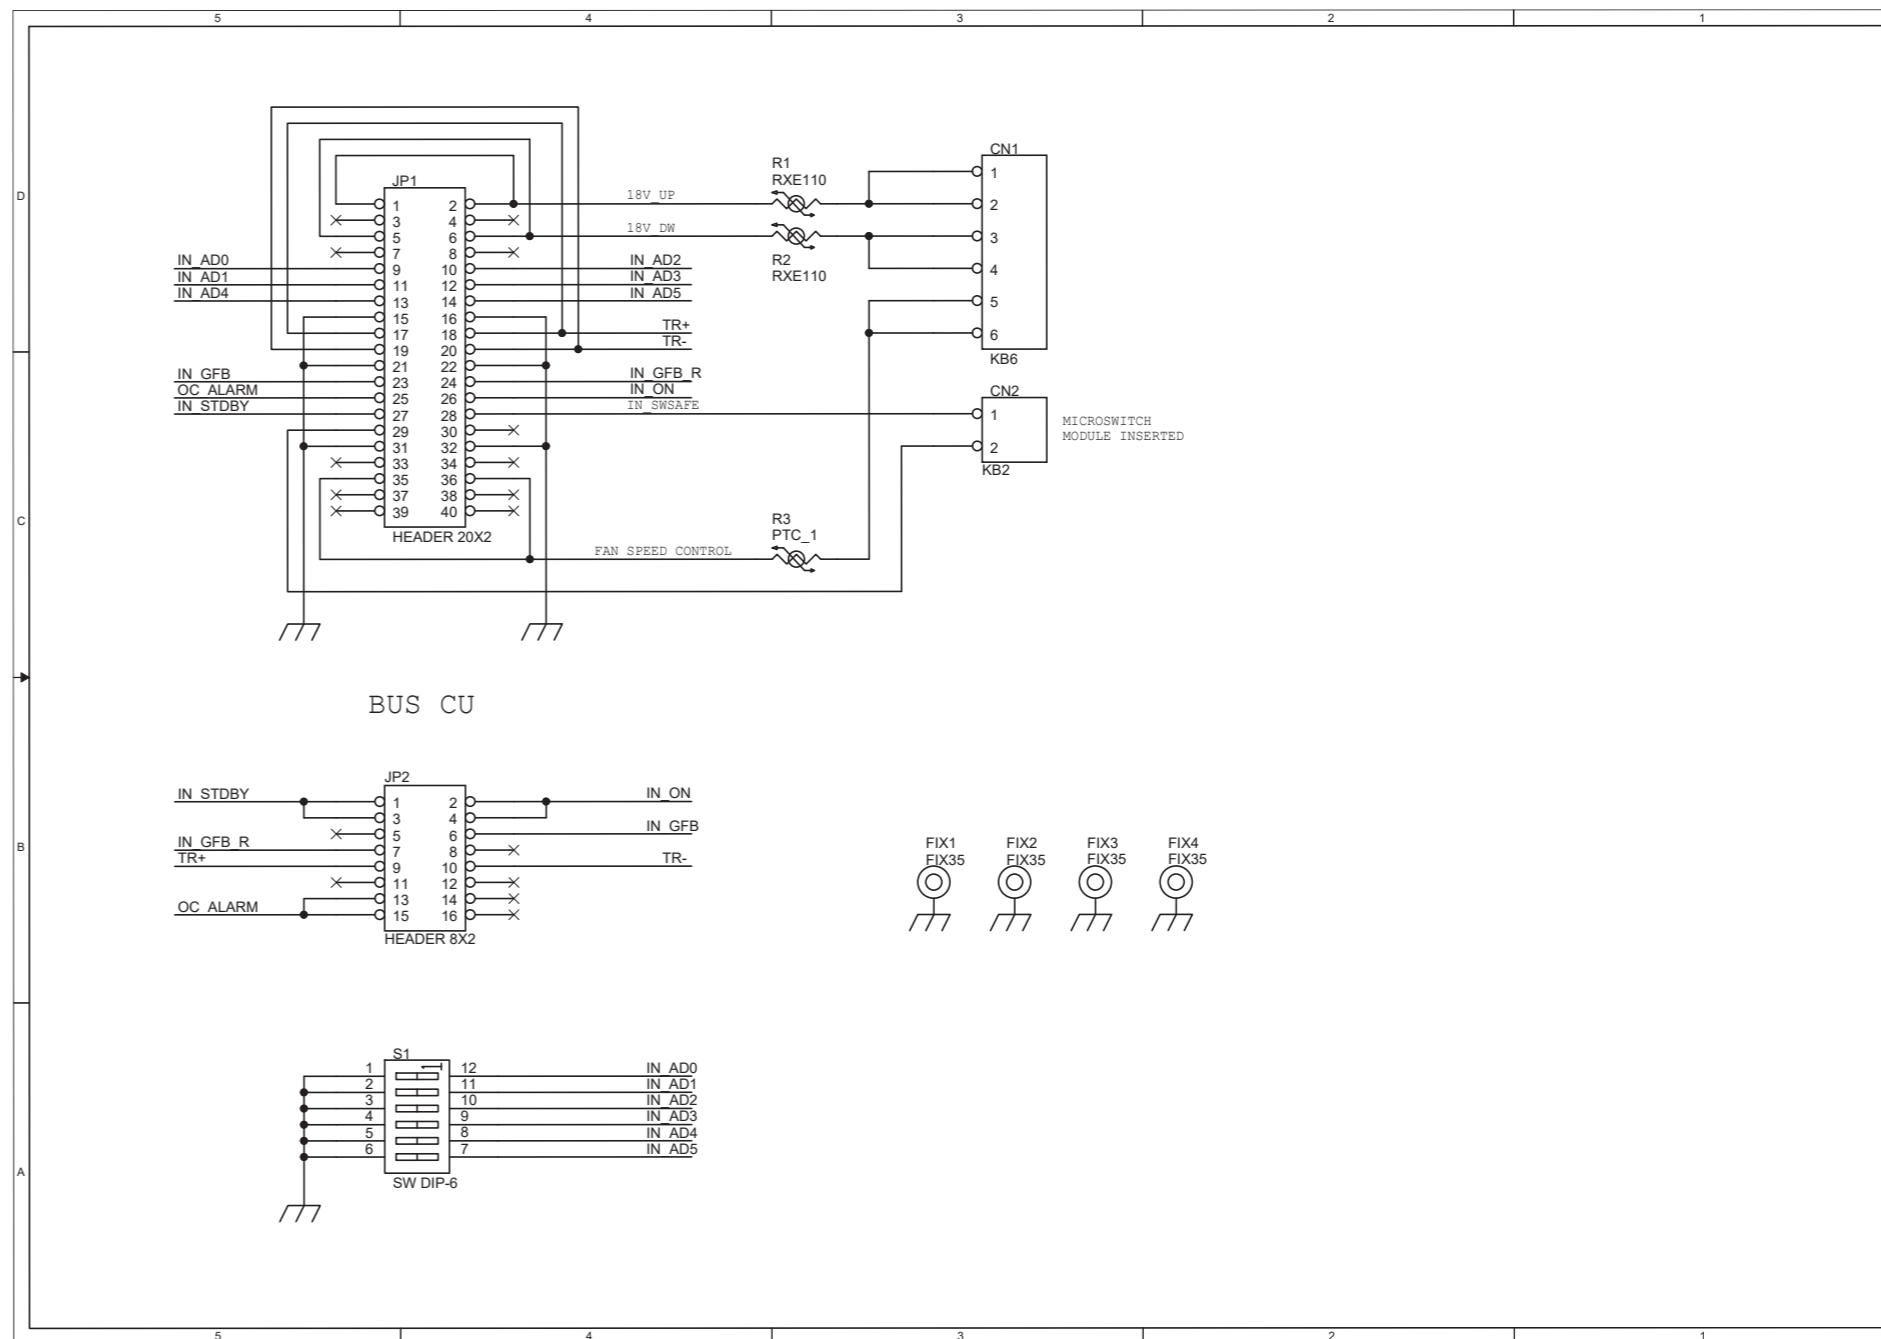 5 4 3 2 1
D
C
B
A
JP1
1 2
3 4
5 6
7 8
9 10
11 12
13 14
15 16
17 18
19 20
21 22
23 24
25 26
27 28
29 30
31 32
33 34
35 36
37 38
39 40
HEADER 20X2
IN_AD0
IN_AD1
IN_AD4
IN_GFB
OC_ALARM
IN_STDBY
18V_UP
18V_DW
IN_AD2
IN_AD3
IN_AD5
TR+
TR-
IN_GFB_R
IN_ON
IN_SWSAFE
FAN SPEED CONTROL
R1
RXE110
R2
RXE110
R3
PTC_1
CN1
1
2
3
4
5
6
KB6
CN2
1
2
KB2
MICROSWITCH
MODULE INSERTED
BUS CU
JP2
IN_STDBY 1 2 IN_ON
3 4
5 6 IN_GFB
IN_GFB_R 7 8
TR+ 9 10 TR-
11 12
13 14
OC_ALARM 15 16
HEADER 8X2
FIX1 FIX2 FIX3 FIX4
FIX35 FIX35 FIX35 FIX35
S1
1 12 IN_AD0
2 11 IN_AD1
3 10 IN_AD2
4 9 IN_AD3
5 8 IN_AD4
6 7 IN_AD5
SW DIP-6
5 4 3 2 1